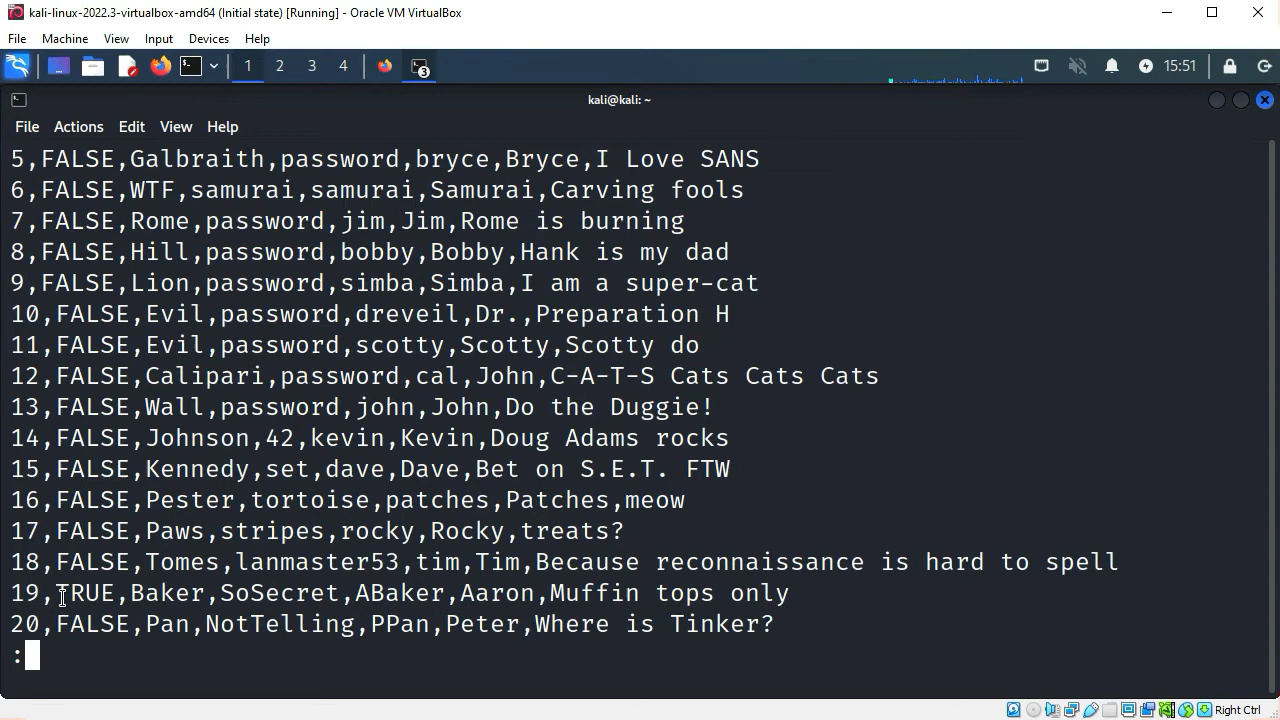 kali-linux-2022.3-virtualbox-amd64 (Initial state) [Running] - Oracle VM VirtualBox
File Machine View Input Devices Help
1 2 3 4 3 15:51
kali@kali: ~
File Actions Edit View Help
5,FALSE,Galbraith,password,bryce,Bryce,I Love SANS
6,FALSE,WTF,samurai,samurai,Samurai,Carving fools
7,FALSE,Rome,password,jim,Jim,Rome is burning
8,FALSE,Hill,password,bobby,Bobby,Hank is my dad
9,FALSE,Lion,password,simba,Simba,I am a super-cat
10,FALSE,Evil,password,dreveil,Dr.,Preparation H
11,FALSE,Evil,password,scotty,Scotty,Scotty do
12,FALSE,Calipari,password,cal,John,C-A-T-S Cats Cats Cats
13,FALSE,Wall,password,john,John,Do the Duggie!
14,FALSE,Johnson,42,kevin,Kevin,Doug Adams rocks
15,FALSE,Kennedy,set,dave,Dave,Bet on S.E.T. FTW
16,FALSE,Pester,tortoise,patches,Patches,meow
17,FALSE,Paws,stripes,rocky,Rocky,treats?
18,FALSE,Tomes,lanmaster53,tim,Tim,Because reconnaissance is hard to spell
19,TRUE,Baker,SoSecret,ABaker,Aaron,Muffin tops only
20,FALSE,Pan,NotTelling,PPan,Peter,Where is Tinker?
:
Right Ctrl